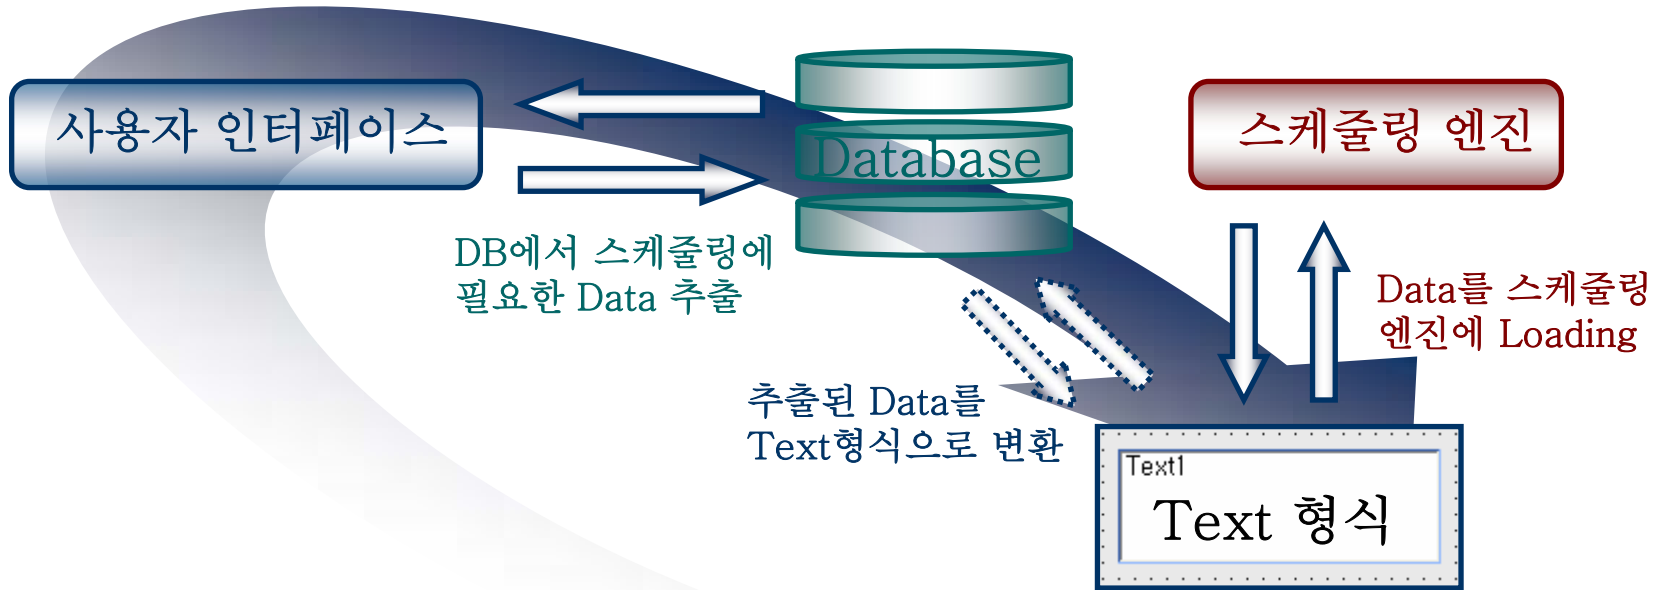 사용자 인터페이스
Database
스케줄링 엔진
DB에서 스케줄링에
필요한 Data 추출
Data를 스케줄링
엔진에 Loading
추출된 Data를
Text형식으로 변환
Text1
Text 형식